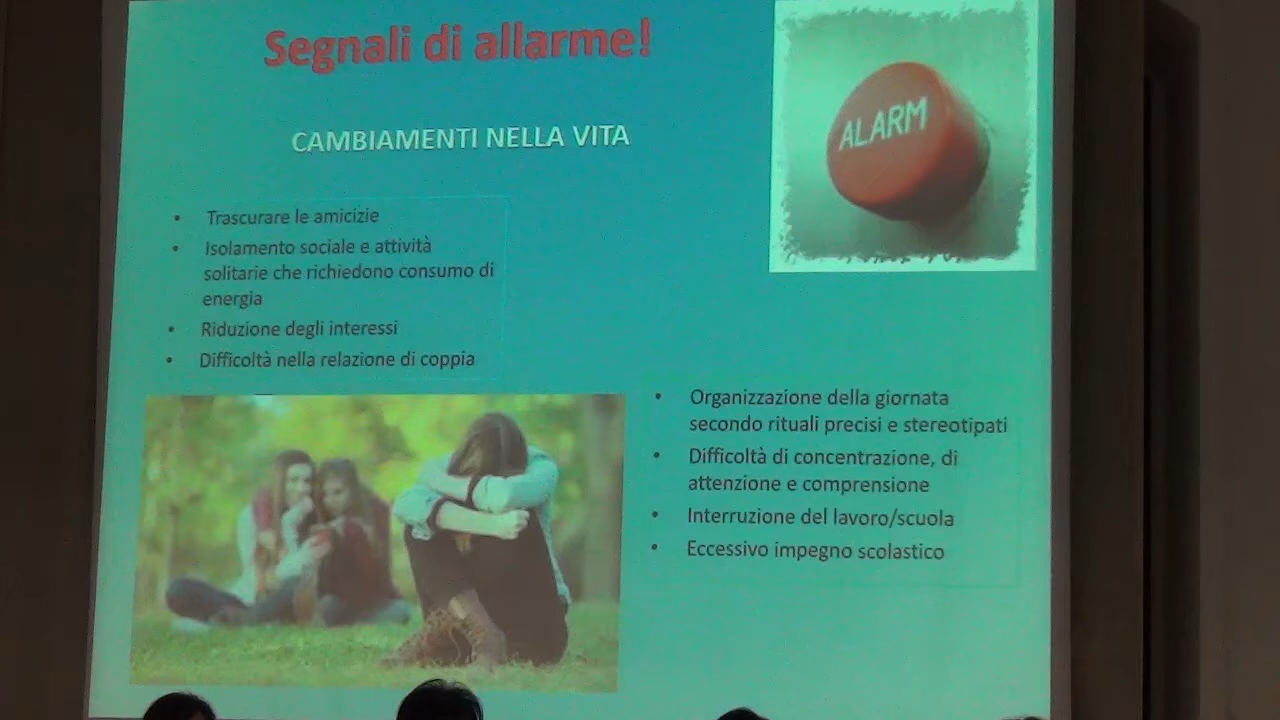 Segnali di allarme!
ALARM
CAMBIAMENTI NELLA VITA
• Trascurare le amicizie
• Isolamento sociale e attività
solitarie che richiedono consumo di
energia
• Riduzione degli interessi
• Difficoltà nella relazione di coppia
• Organizzazione della giornata
secondo rituali precisi e stereotipati
• Difficoltà di concentrazione, di
attenzione e comprensione
• Interruzione del lavoro/scuola
• Eccessivo impegno scolastico